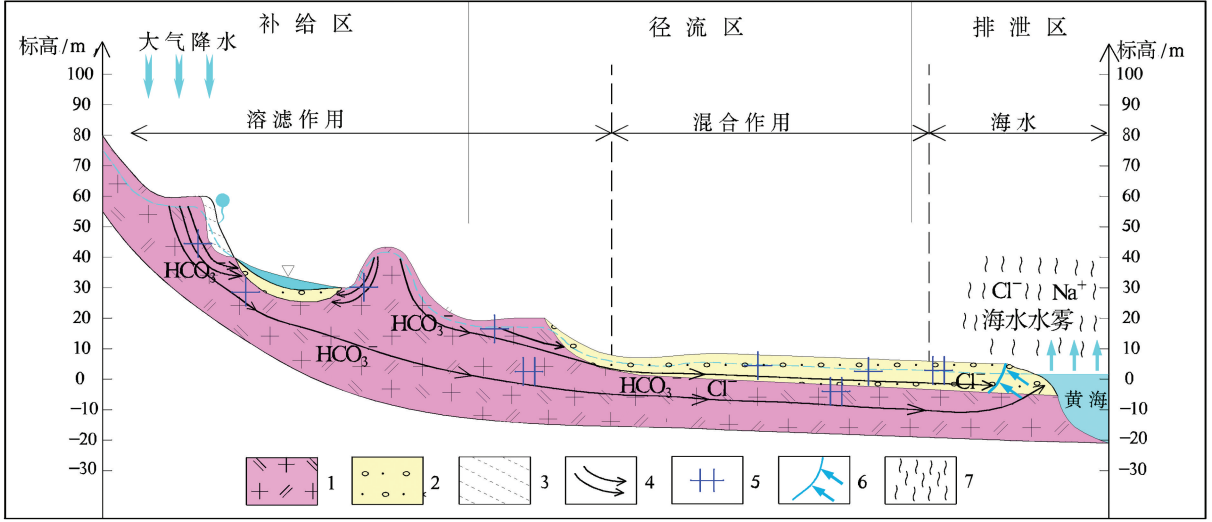 补给区 径流区 排泄区
标高/m 大气降水 标高/m
100 100
90 90
溶滤作用 混合作用 海水
80 80
70 70
60 60
50 50
40 40
HCO₃⁻ Cl⁻ Na⁺
30 30
海水水雾
20 20
HCO₃⁻
10 10
HCO₃⁻
0 HCO₃⁻ Cl⁻ Cl⁻ 0
黄海
-10 -10
-20 -20
-30 -30
1 2 3 4 5 6 7